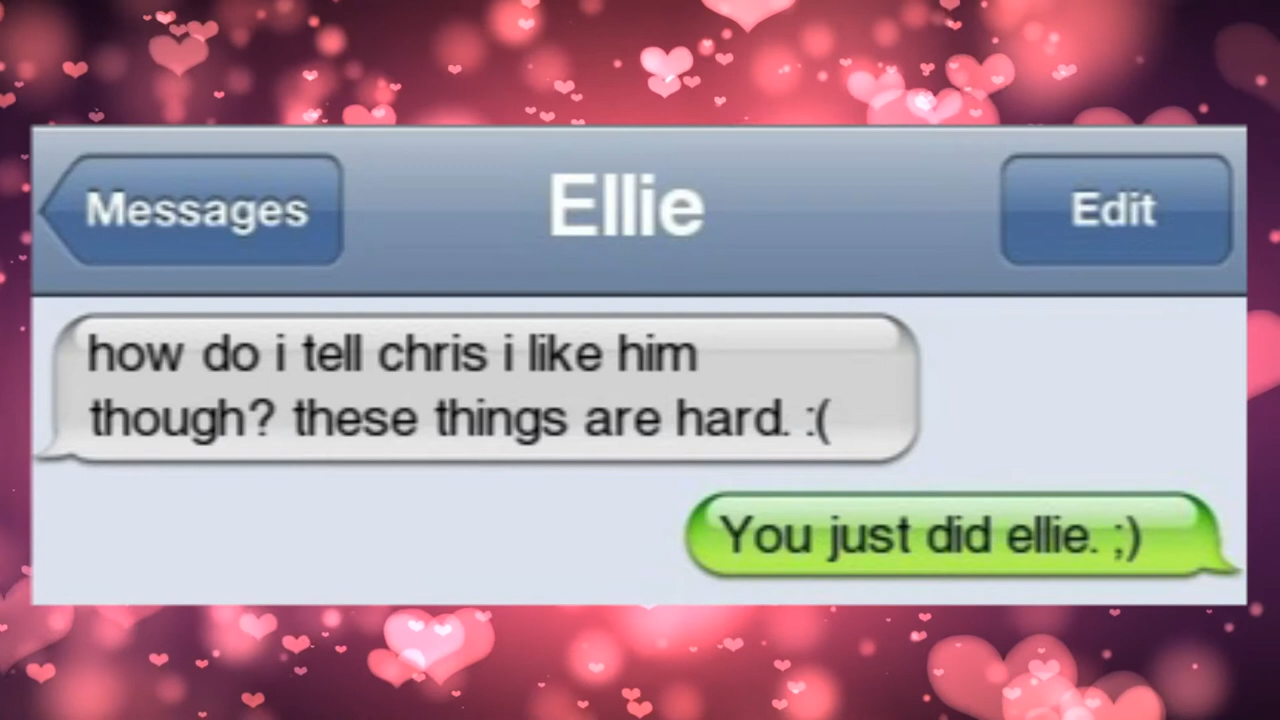 Messages
Ellie
Edit
how do i tell chris i like him
though? these things are hard. :(
You just did ellie. ;)